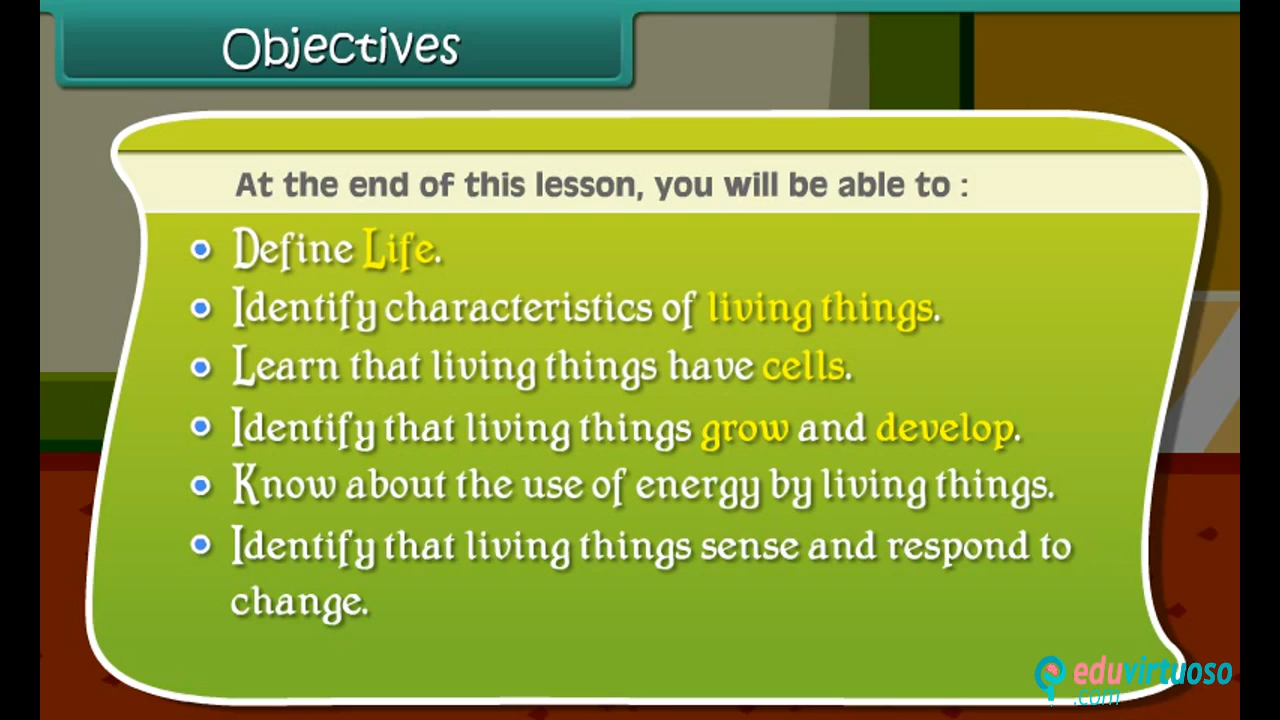 Objectives
At the end of this lesson, you will be able to :
Define Life.
Identify characteristics of living things.
Learn that living things have cells.
Identify that living things grow and develop.
Know about the use of energy by living things.
Identify that living things sense and respond to
change.
eduvirtuoso
.com